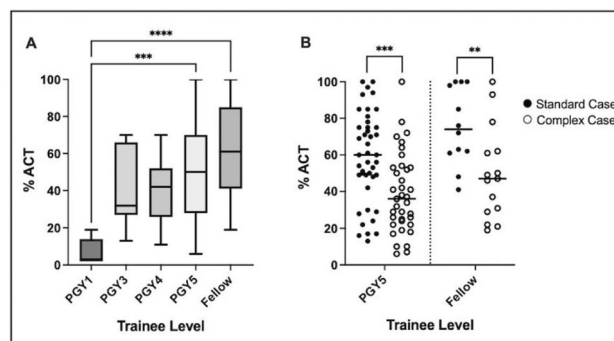 A
****
***
100
80
60
40
20
0
% ACT
PGY1
PGY3
PGY4
PGY5
Fellow
Trainee Level
B
***
**
100
80
60
40
20
0
% ACT
PGY5
Fellow
Trainee Level
Standard Case
Complex Case